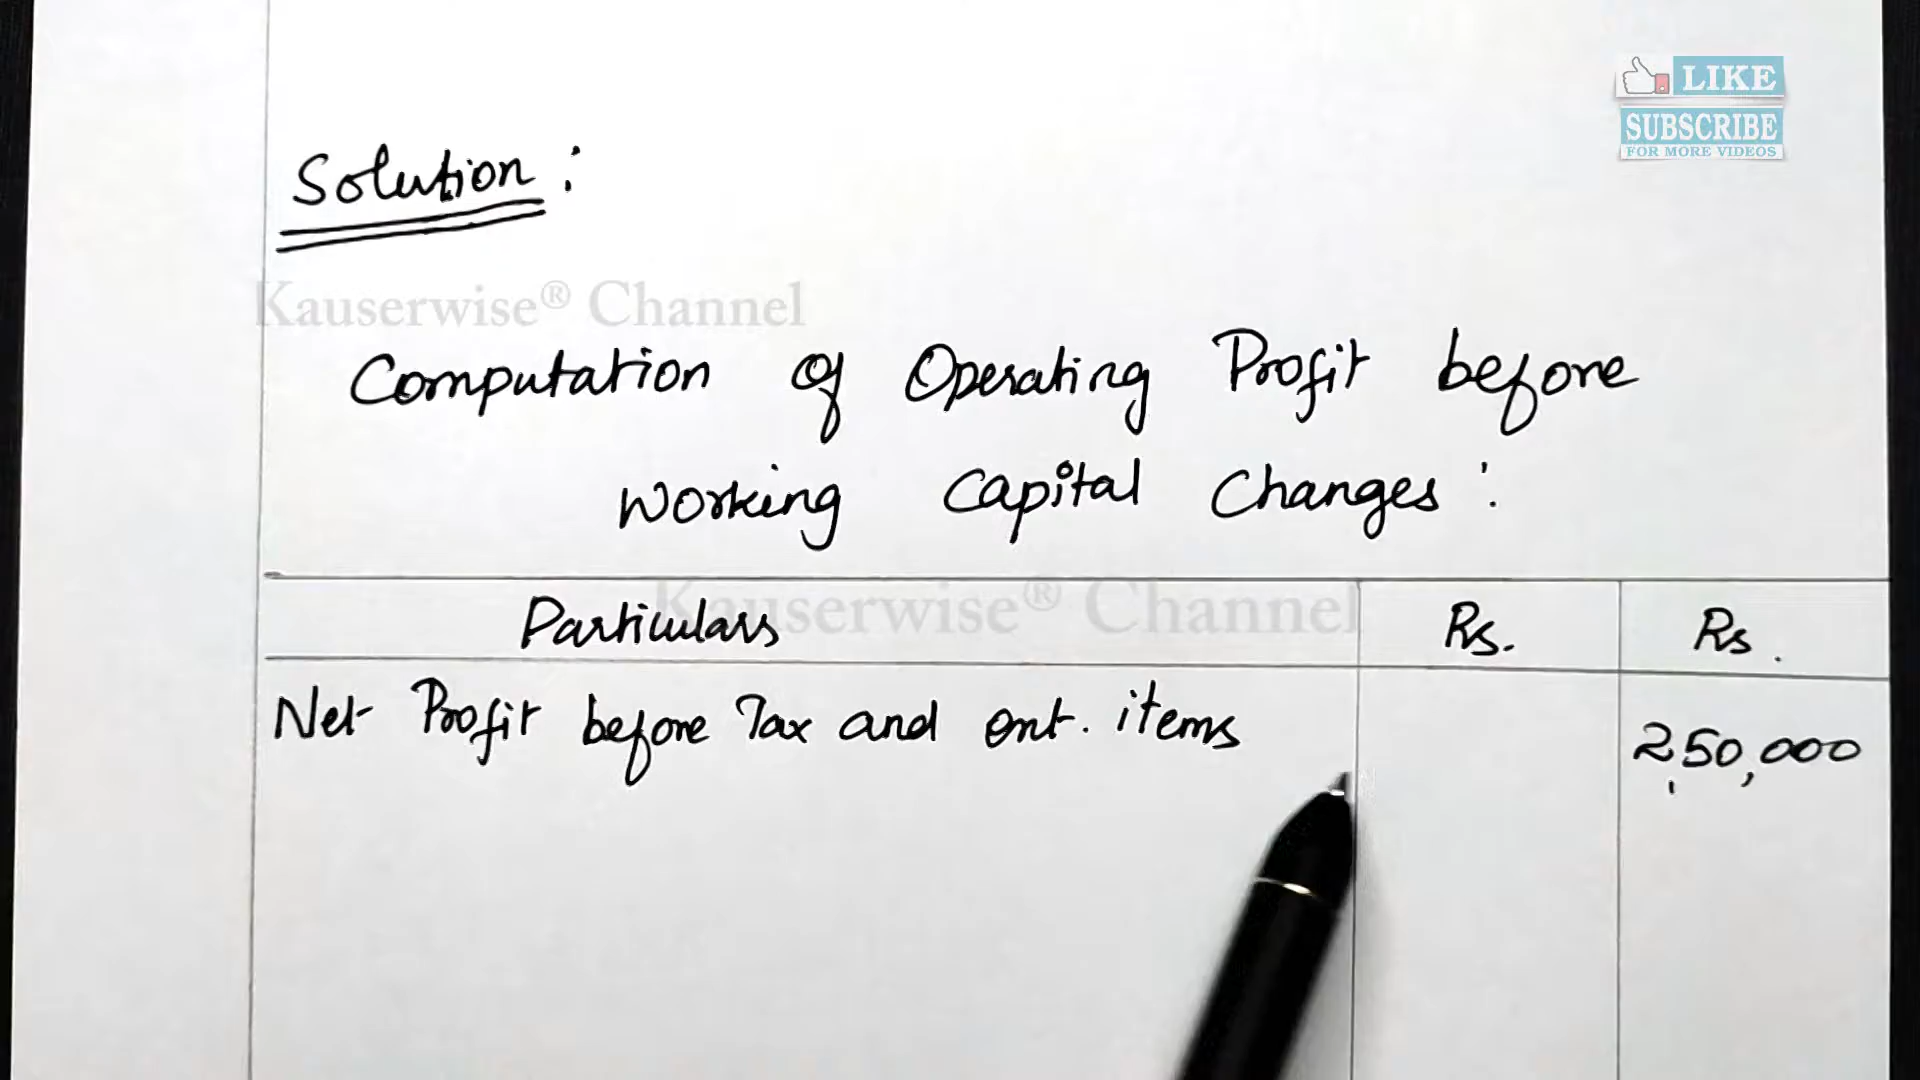 LIKE
SUBSCRIBE
FOR MORE VIDEOS
Solution :
Kauserwise® Channel
Computation of Operating Profit before
Working Capital Changes :
Kauserwise® Channel
Particulars Rs. Rs.
Net Profit before Tax and Ext. items 2,50,000